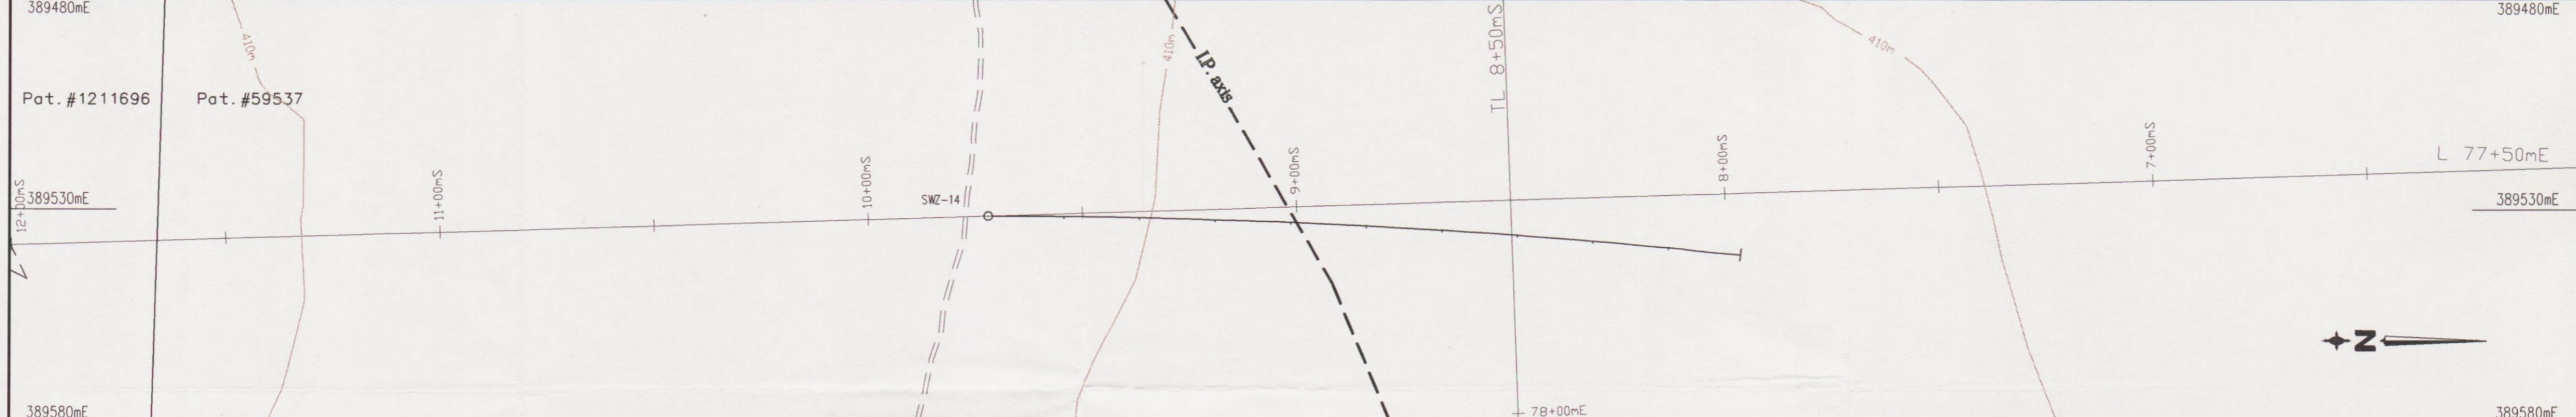 389480mE
389480mE
410m
410m
I.P. axis
TL 8+50mS
410m
Pat.#1211696
Pat.#59537
12+00mS
11+00mS
10+00mS
9+00mS
8+00mS
7+00mS
L 77+50mE
389530mE
SWZ-14
389530mE
N
389580mE
78+00mE
389580mE